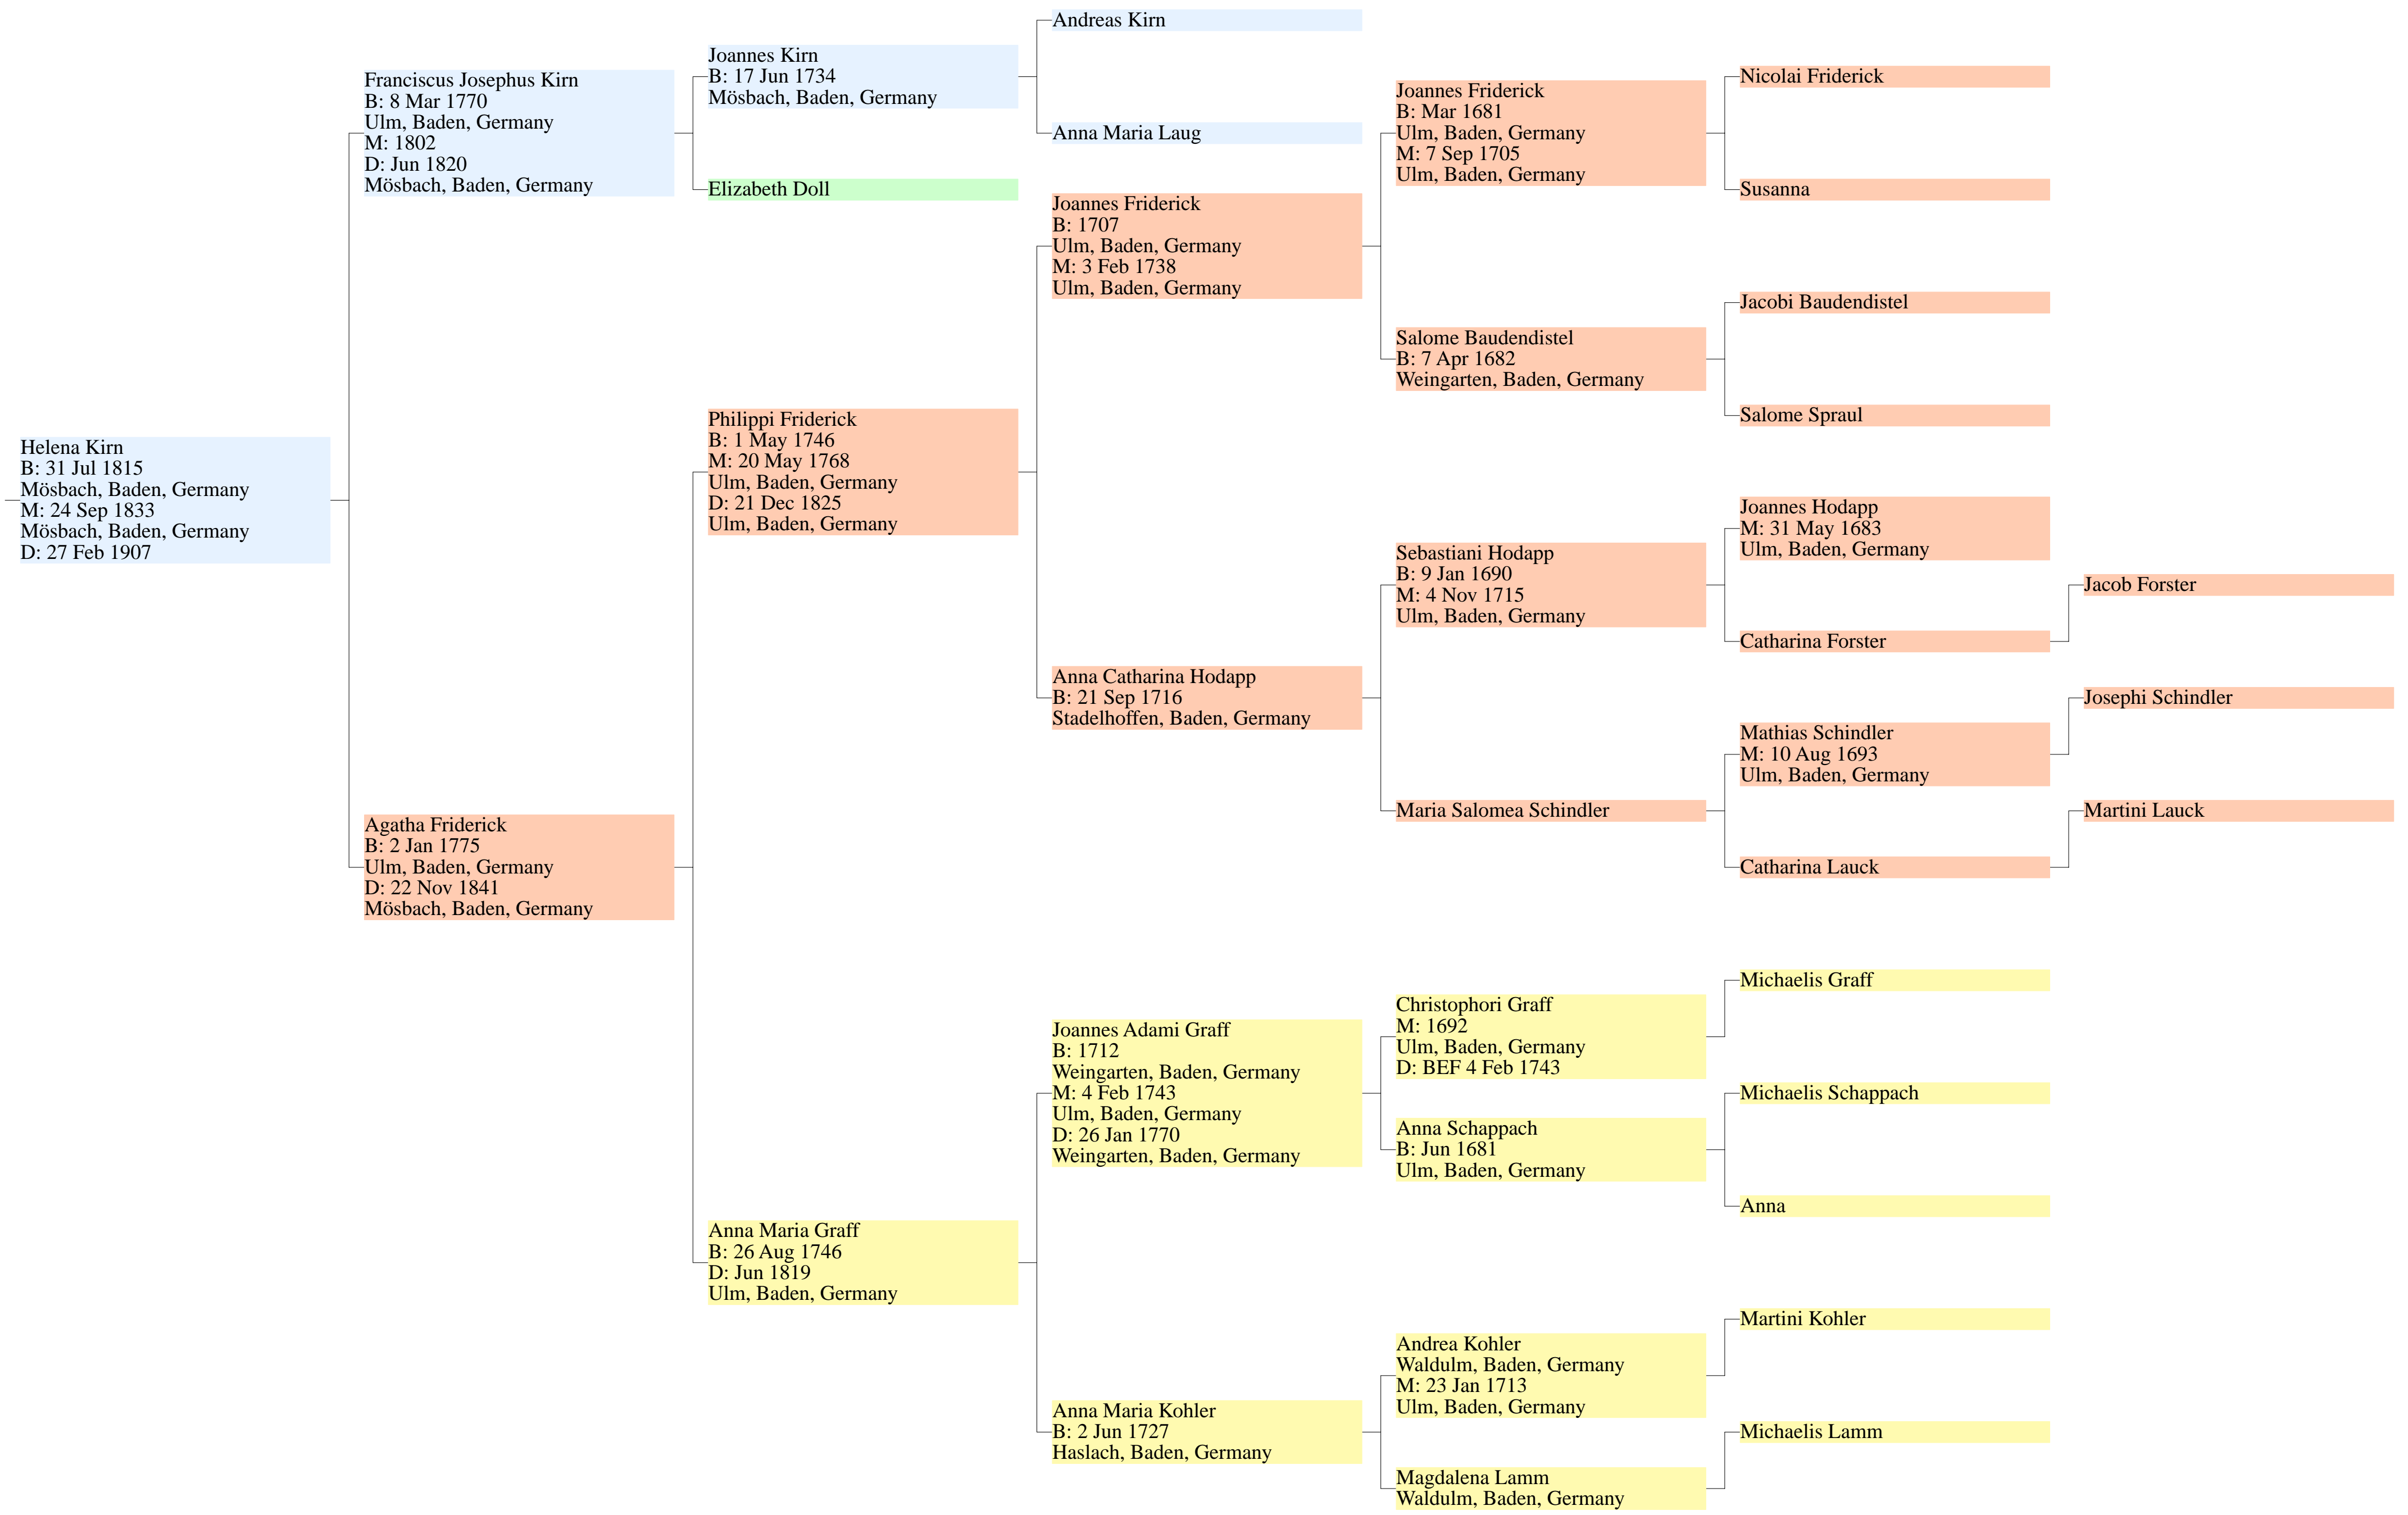 Helena Kirn
B: 31 Jul 1815
Mösbach, Baden, Germany
M: 24 Sep 1833
Mösbach, Baden, Germany
D: 27 Feb 1907
Franciscus Josephus Kirn
B: 8 Mar 1770
Ulm, Baden, Germany
M: 1802
D: Jun 1820
Mösbach, Baden, Germany
Agatha Friderick
B: 2 Jan 1775
Ulm, Baden, Germany
D: 22 Nov 1841
Mösbach, Baden, Germany
Joannes Kirn
B: 17 Jun 1734
Mösbach, Baden, Germany
Elizabeth Doll
Philippi Friderick
B: 1 May 1746
M: 20 May 1768
Ulm, Baden, Germany
D: 21 Dec 1825
Ulm, Baden, Germany
Anna Maria Graff
B: 26 Aug 1746
D: Jun 1819
Ulm, Baden, Germany
Andreas Kirn
Anna Maria Laug
Joannes Friderick
B: 1707
Ulm, Baden, Germany
M: 3 Feb 1738
Ulm, Baden, Germany
Anna Catharina Hodapp
B: 21 Sep 1716
Stadelhoffen, Baden, Germany
Joannes Adami Graff
B: 1712
Weingarten, Baden, Germany
M: 4 Feb 1743
Ulm, Baden, Germany
D: 26 Jan 1770
Weingarten, Baden, Germany
Anna Maria Kohler
B: 2 Jun 1727
Haslach, Baden, Germany
Joannes Friderick
B: Mar 1681
Ulm, Baden, Germany
M: 7 Sep 1705
Ulm, Baden, Germany
Salome Baudendistel
B: 7 Apr 1682
Weingarten, Baden, Germany
Sebastiani Hodapp
B: 9 Jan 1690
M: 4 Nov 1715
Ulm, Baden, Germany
Maria Salomea Schindler
Christophori Graff
M: 1692
Ulm, Baden, Germany
D: BEF 4 Feb 1743
Anna Schappach
B: Jun 1681
Ulm, Baden, Germany
Andrea Kohler
Waldulm, Baden, Germany
M: 23 Jan 1713
Ulm, Baden, Germany
Magdalena Lamm
Waldulm, Baden, Germany
Nicolai Friderick
Susanna
Jacobi Baudendistel
Salome Spraul
Joannes Hodapp
M: 31 May 1683
Ulm, Baden, Germany
Catharina Forster
Mathias Schindler
M: 10 Aug 1693
Ulm, Baden, Germany
Catharina Lauck
Michaelis Graff
Michaelis Schappach
Anna
Martini Kohler
Michaelis Lamm
Jacob Forster
Josephi Schindler
Martini Lauck